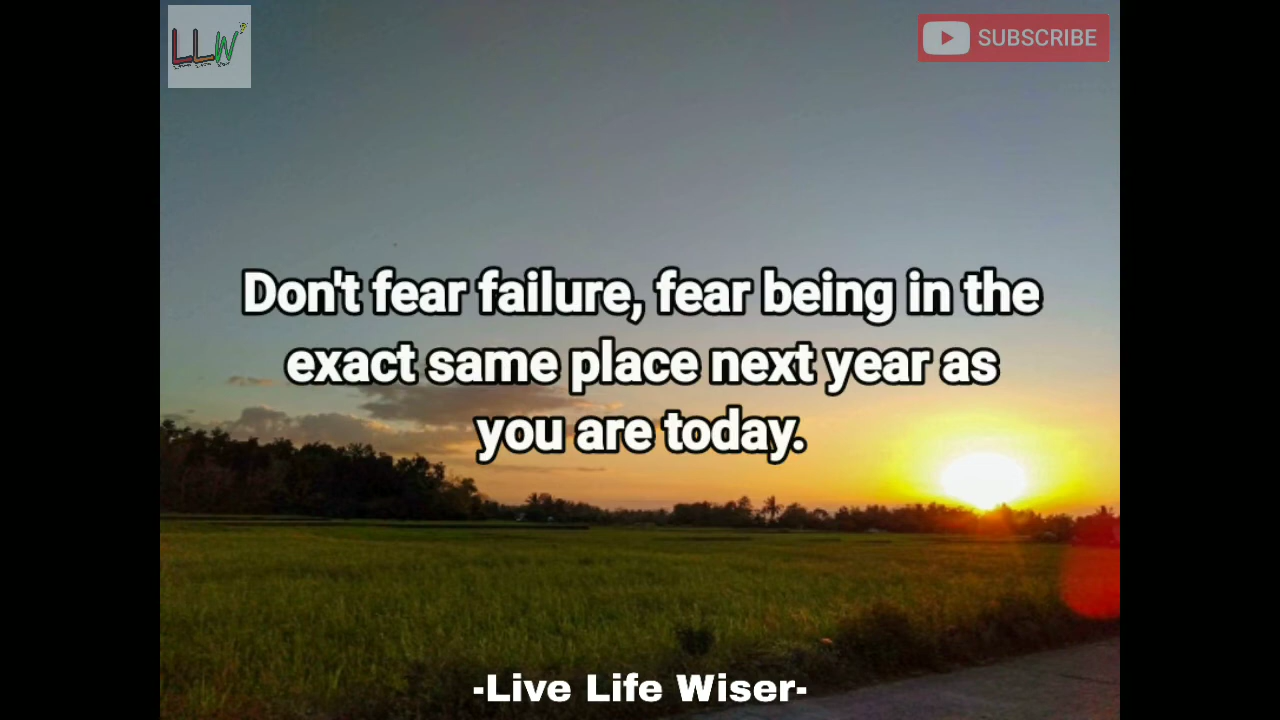 LLW
SUBSCRIBE
Don't fear failure, fear being in the
exact same place next year as
you are today.
-Live Life Wiser-